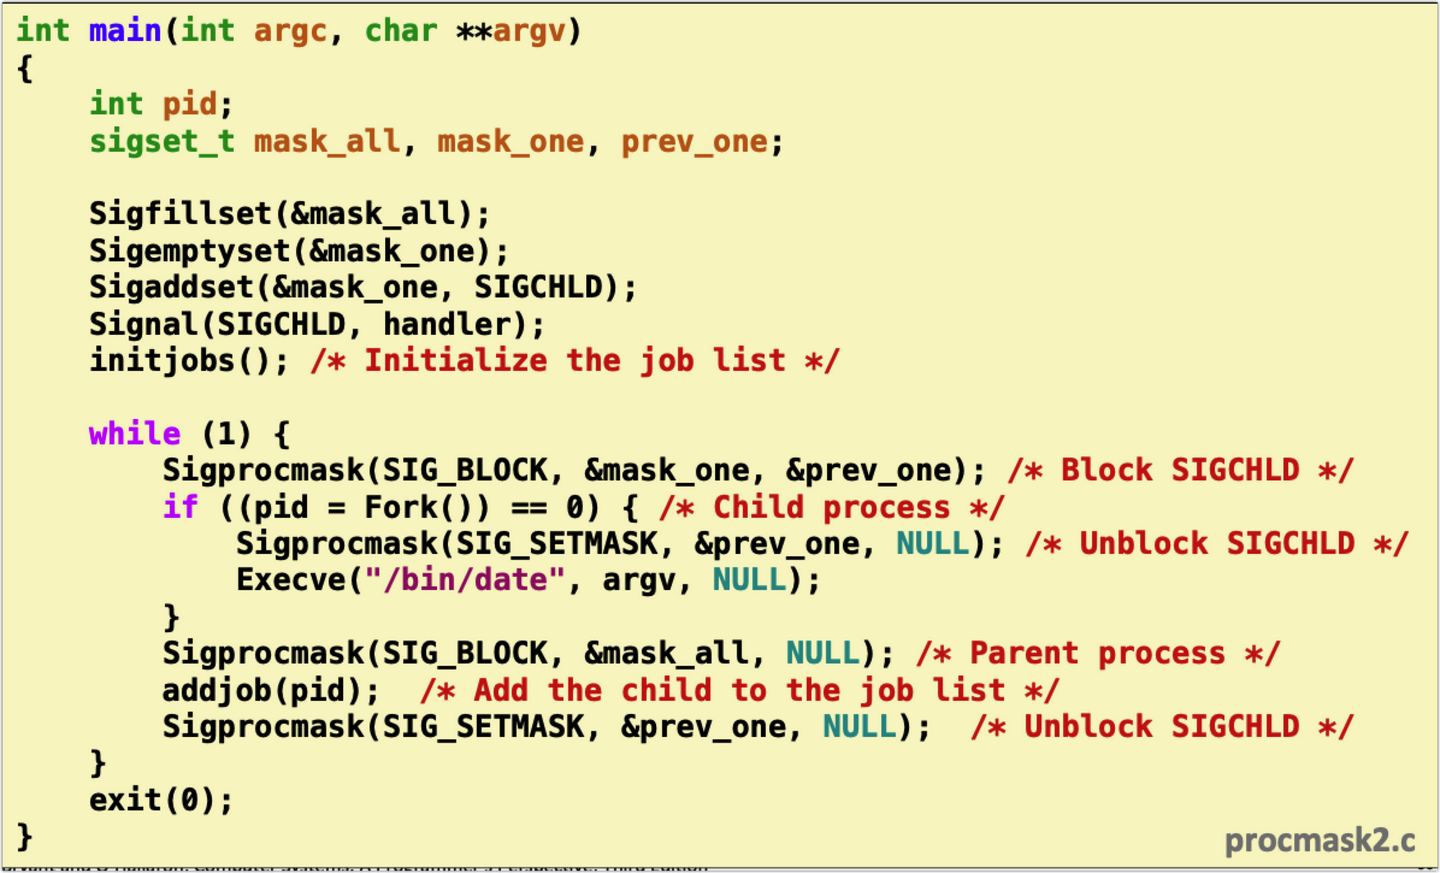 int main(int argc, char **argv)
{
    int pid;
    sigset_t mask_all, mask_one, prev_one;

    Sigfillset(&mask_all);
    Sigemptyset(&mask_one);
    Sigaddset(&mask_one, SIGCHLD);
    Signal(SIGCHLD, handler);
    initjobs(); /* Initialize the job list */

    while (1) {
        Sigprocmask(SIG_BLOCK, &mask_one, &prev_one); /* Block SIGCHLD */
        if ((pid = Fork()) == 0) { /* Child process */
            Sigprocmask(SIG_SETMASK, &prev_one, NULL); /* Unblock SIGCHLD */
            Execve("/bin/date", argv, NULL);
        }
        Sigprocmask(SIG_BLOCK, &mask_all, NULL); /* Parent process */
        addjob(pid);  /* Add the child to the job list */
        Sigprocmask(SIG_SETMASK, &prev_one, NULL);  /* Unblock SIGCHLD */
    }
    exit(0);
}
procmask2.c